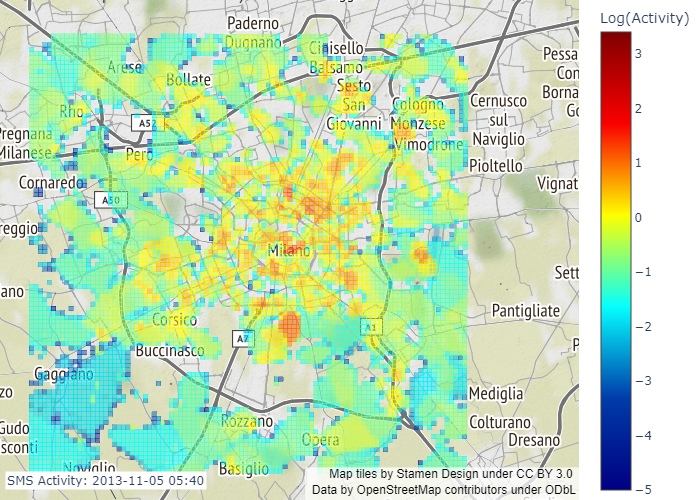 Log(Activity)
Paderno
Dugnano
Cinisello
Balsamo
Arese
Bollate
Sesto
San
Giovanni
Cologno
Monzese
Cernusco
sul
Naviglio
Pessa
Con
Borna
Go
Rho
A52
Pregnana
Milanese
Pero
Vimodrone
Pioltello
Cornaredo
A50
Vignat
reggio
Milano
Sett
ano
Corsico
A7
A1
Pantigliate
P
Buccinasco
Gaggiano
Mediglia
zzo
Rozzano
Colturano
Dresano
Gudo
sconti
Opera
Noviglio
Basiglio
SMS Activity: 2013-11-05 05:40
Map tiles by Stamen Design under CC BY 3.0
Data by OpenStreetMap contributors under ODbL
3
2
1
0
−1
−2
−3
−4
−5